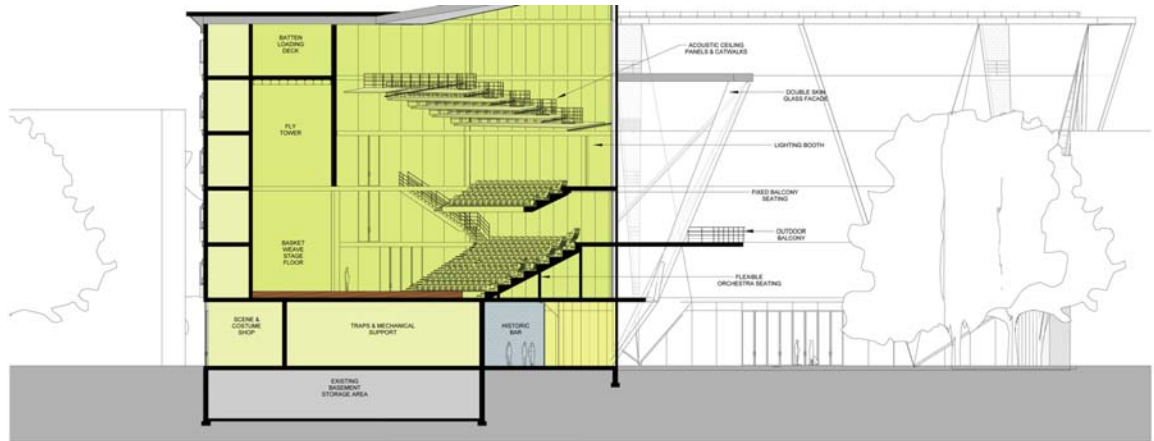 BATTEN
LOADING
DECK
ACOUSTIC CEILING
PANELS & CATWALKS
DOUBLE SKIN
GLASS FACADE
FLY
TOWER
LIGHTING BOOTH
FIXED BALCONY
SEATING
BASKET
WEAVE
STAGE
FLOOR
OUTDOOR
BALCONY
FLEXIBLE
ORCHESTRA SEATING
SCENE &
COSTUME
SHOP
TRAPS & MECHANICAL
SUPPORT
HISTORIC
BAR
EXISTING
BASEMENT
STORAGE AREA